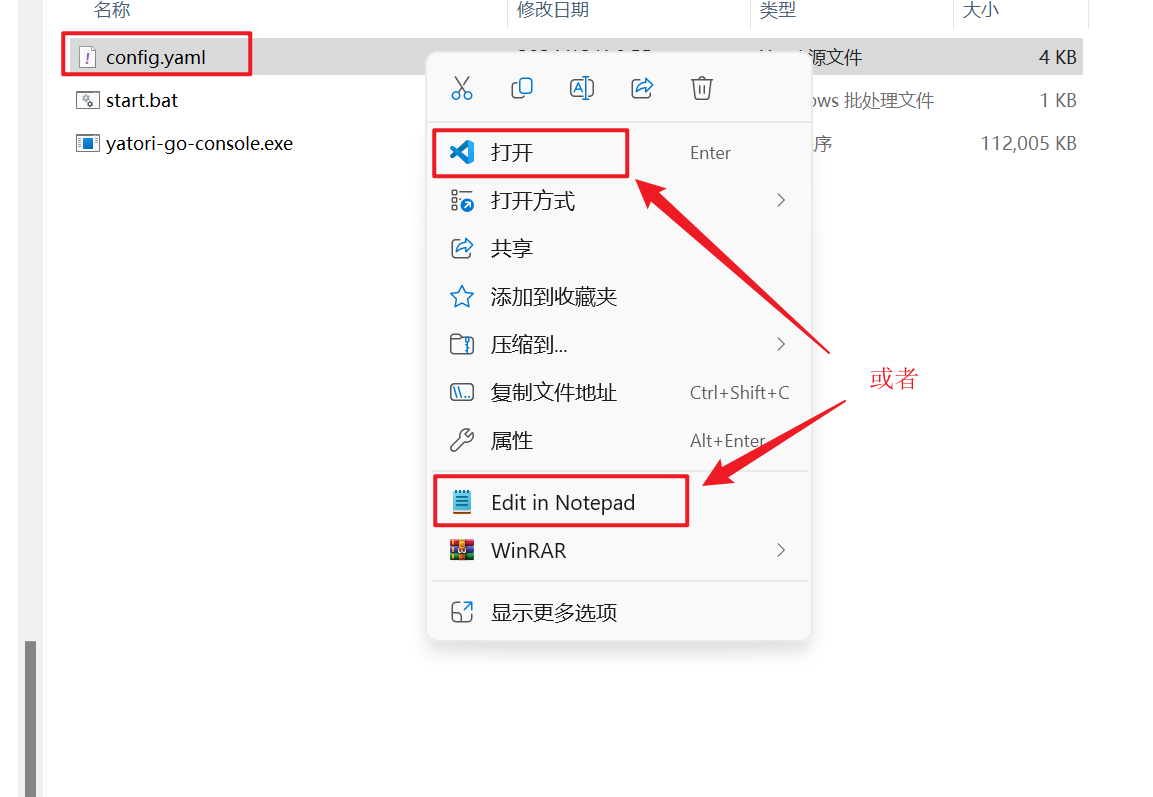 名称 修改日期 类型 大小
config.yaml 源文件 4 KB
start.bat ows 批处理文件 1 KB
yatori-go-console.exe 序 112,005 KB
打开 Enter
打开方式
共享
添加到收藏夹
压缩到...
或者
复制文件地址 Ctrl+Shift+C
属性 Alt+Enter
Edit in Notepad
WinRAR
显示更多选项